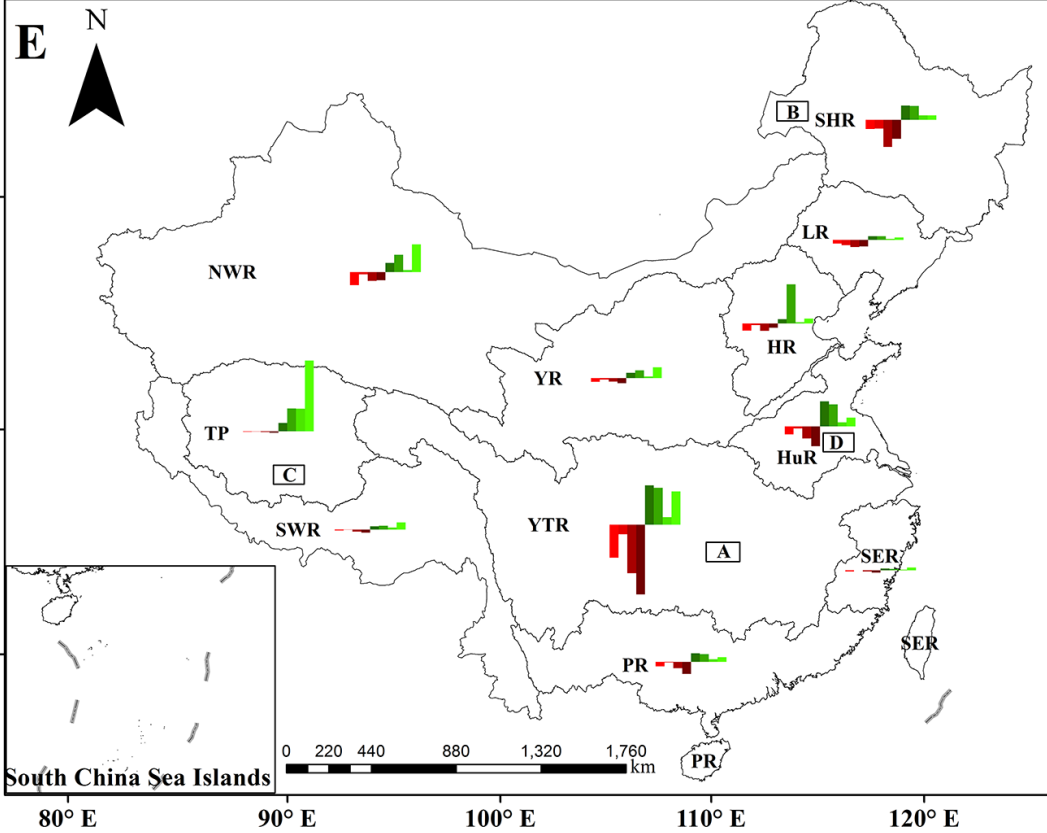 E
N
B
SHR
LR
NWR
HR
YR
TP
D
HuR
C
SWR
YTR
A
SER
SER
PR
PR
0 220 440 880 1,320 1,760
km
South China Sea Islands
80° E 90° E 100° E 110° E 120° E